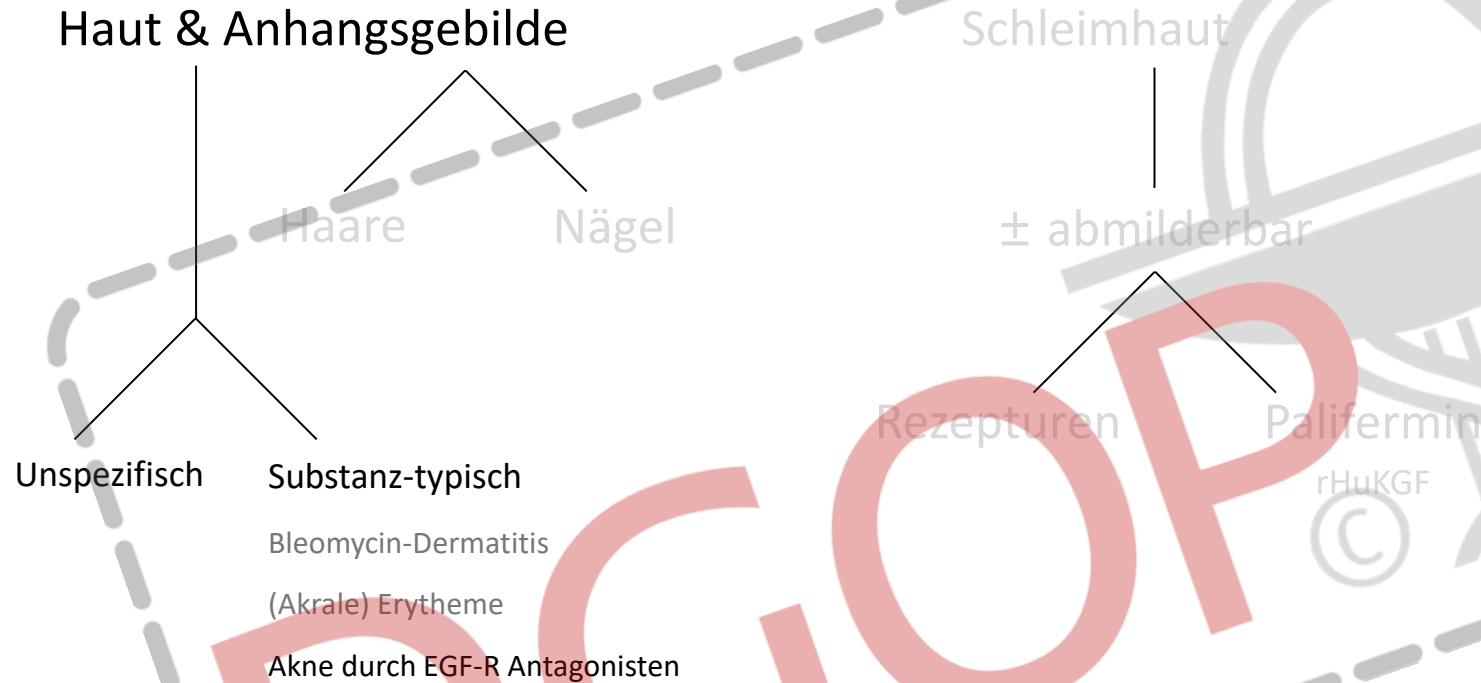 Haut & Anhangsgebilde
Schleimhaut
Haare
Nägel
± abmilderbar
Rezepturen
Palifermin
rHuKGF
Unspezifisch
Substanz-typisch
Bleomycin-Dermatitis
(Akrale) Erytheme
Akne durch EGF-R Antagonisten
DGOP
©